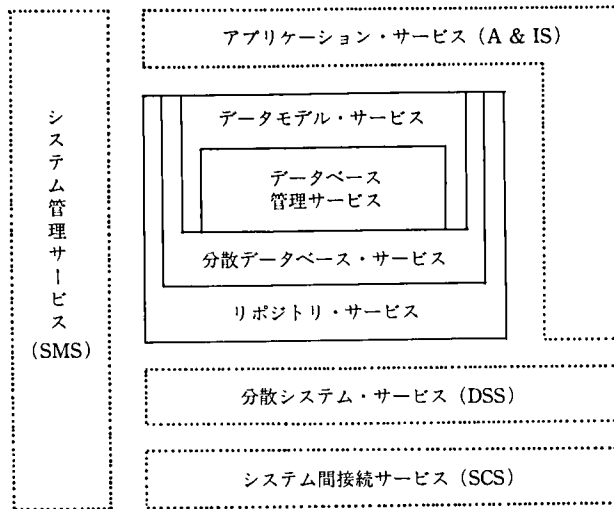 アプリケーション・サービス（A & IS）
システム管理サービス
(SMS)
データモデル・サービス
データベース
管理サービス
分散データベース・サービス
リポジトリ・サービス
分散システム・サービス（DSS）
システム間接続サービス（SCS）